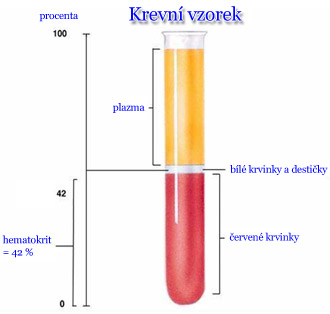 procenta
Krevní vzorek
100
plazma
bílé krvinky a destičky
42
hematokrit
= 42 %
červené krvinky
0